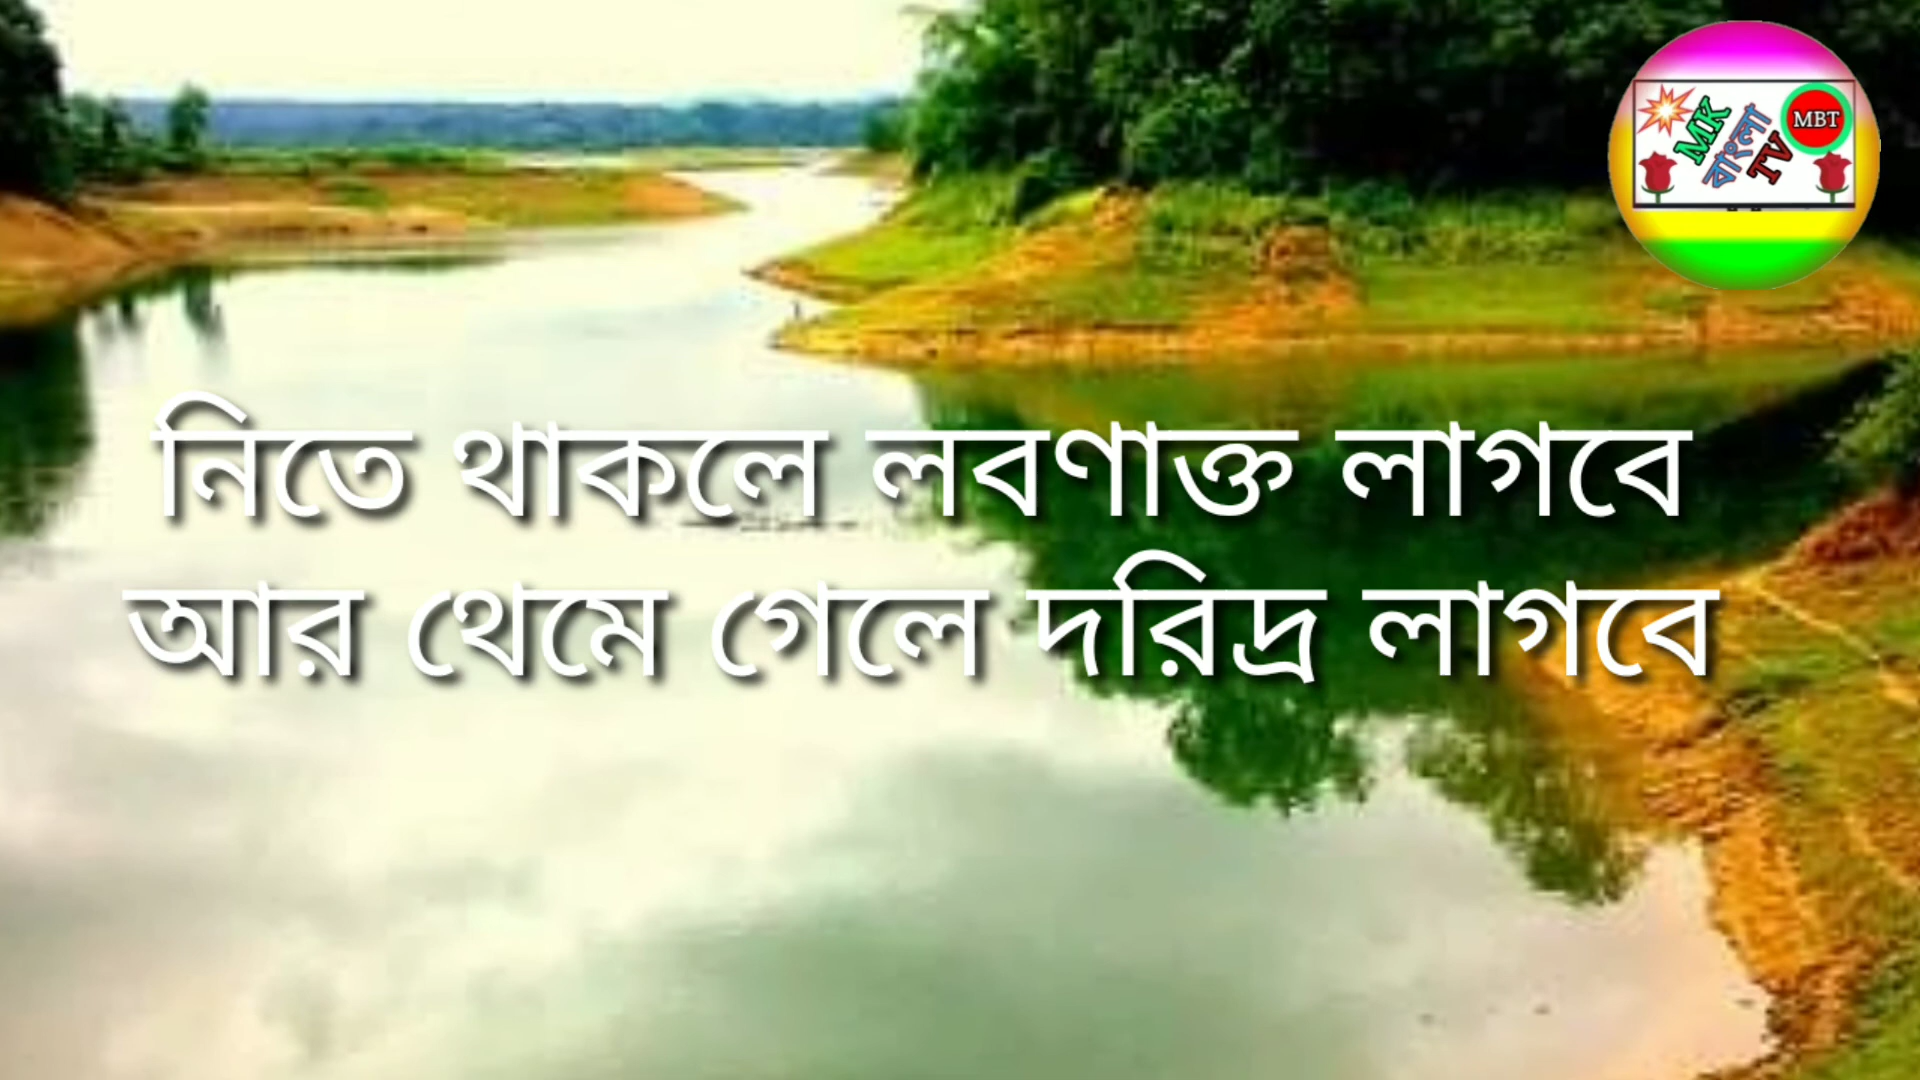 MK
বাংলা
TV
MBT
নিতে থাকলে লবণাক্ত লাগবে
আর থেমে গেলে দরিদ্র লাগবে